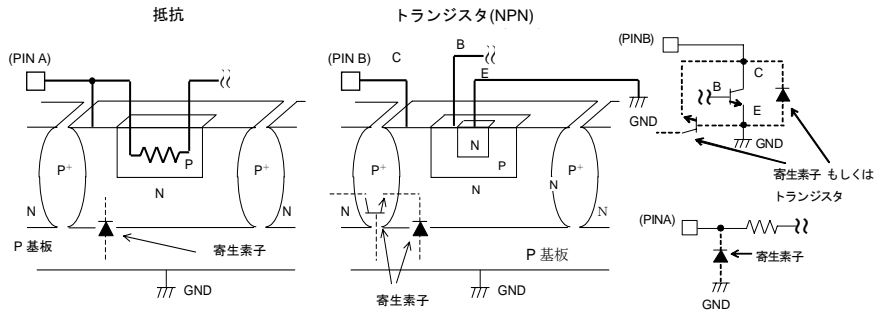 抵抗
(PIN A)
P+
P
P+
N
N
N
P 基板
寄生素子
GND
トランジスタ(NPN)
(PIN B)
C
B
E
GND
P+
N
P
P+
N
N
N
N
P 基板
寄生素子
GND
(PINB)
C
B
E
GND
寄生素子 もしくは
トランジスタ
(PINA)
寄生素子
GND